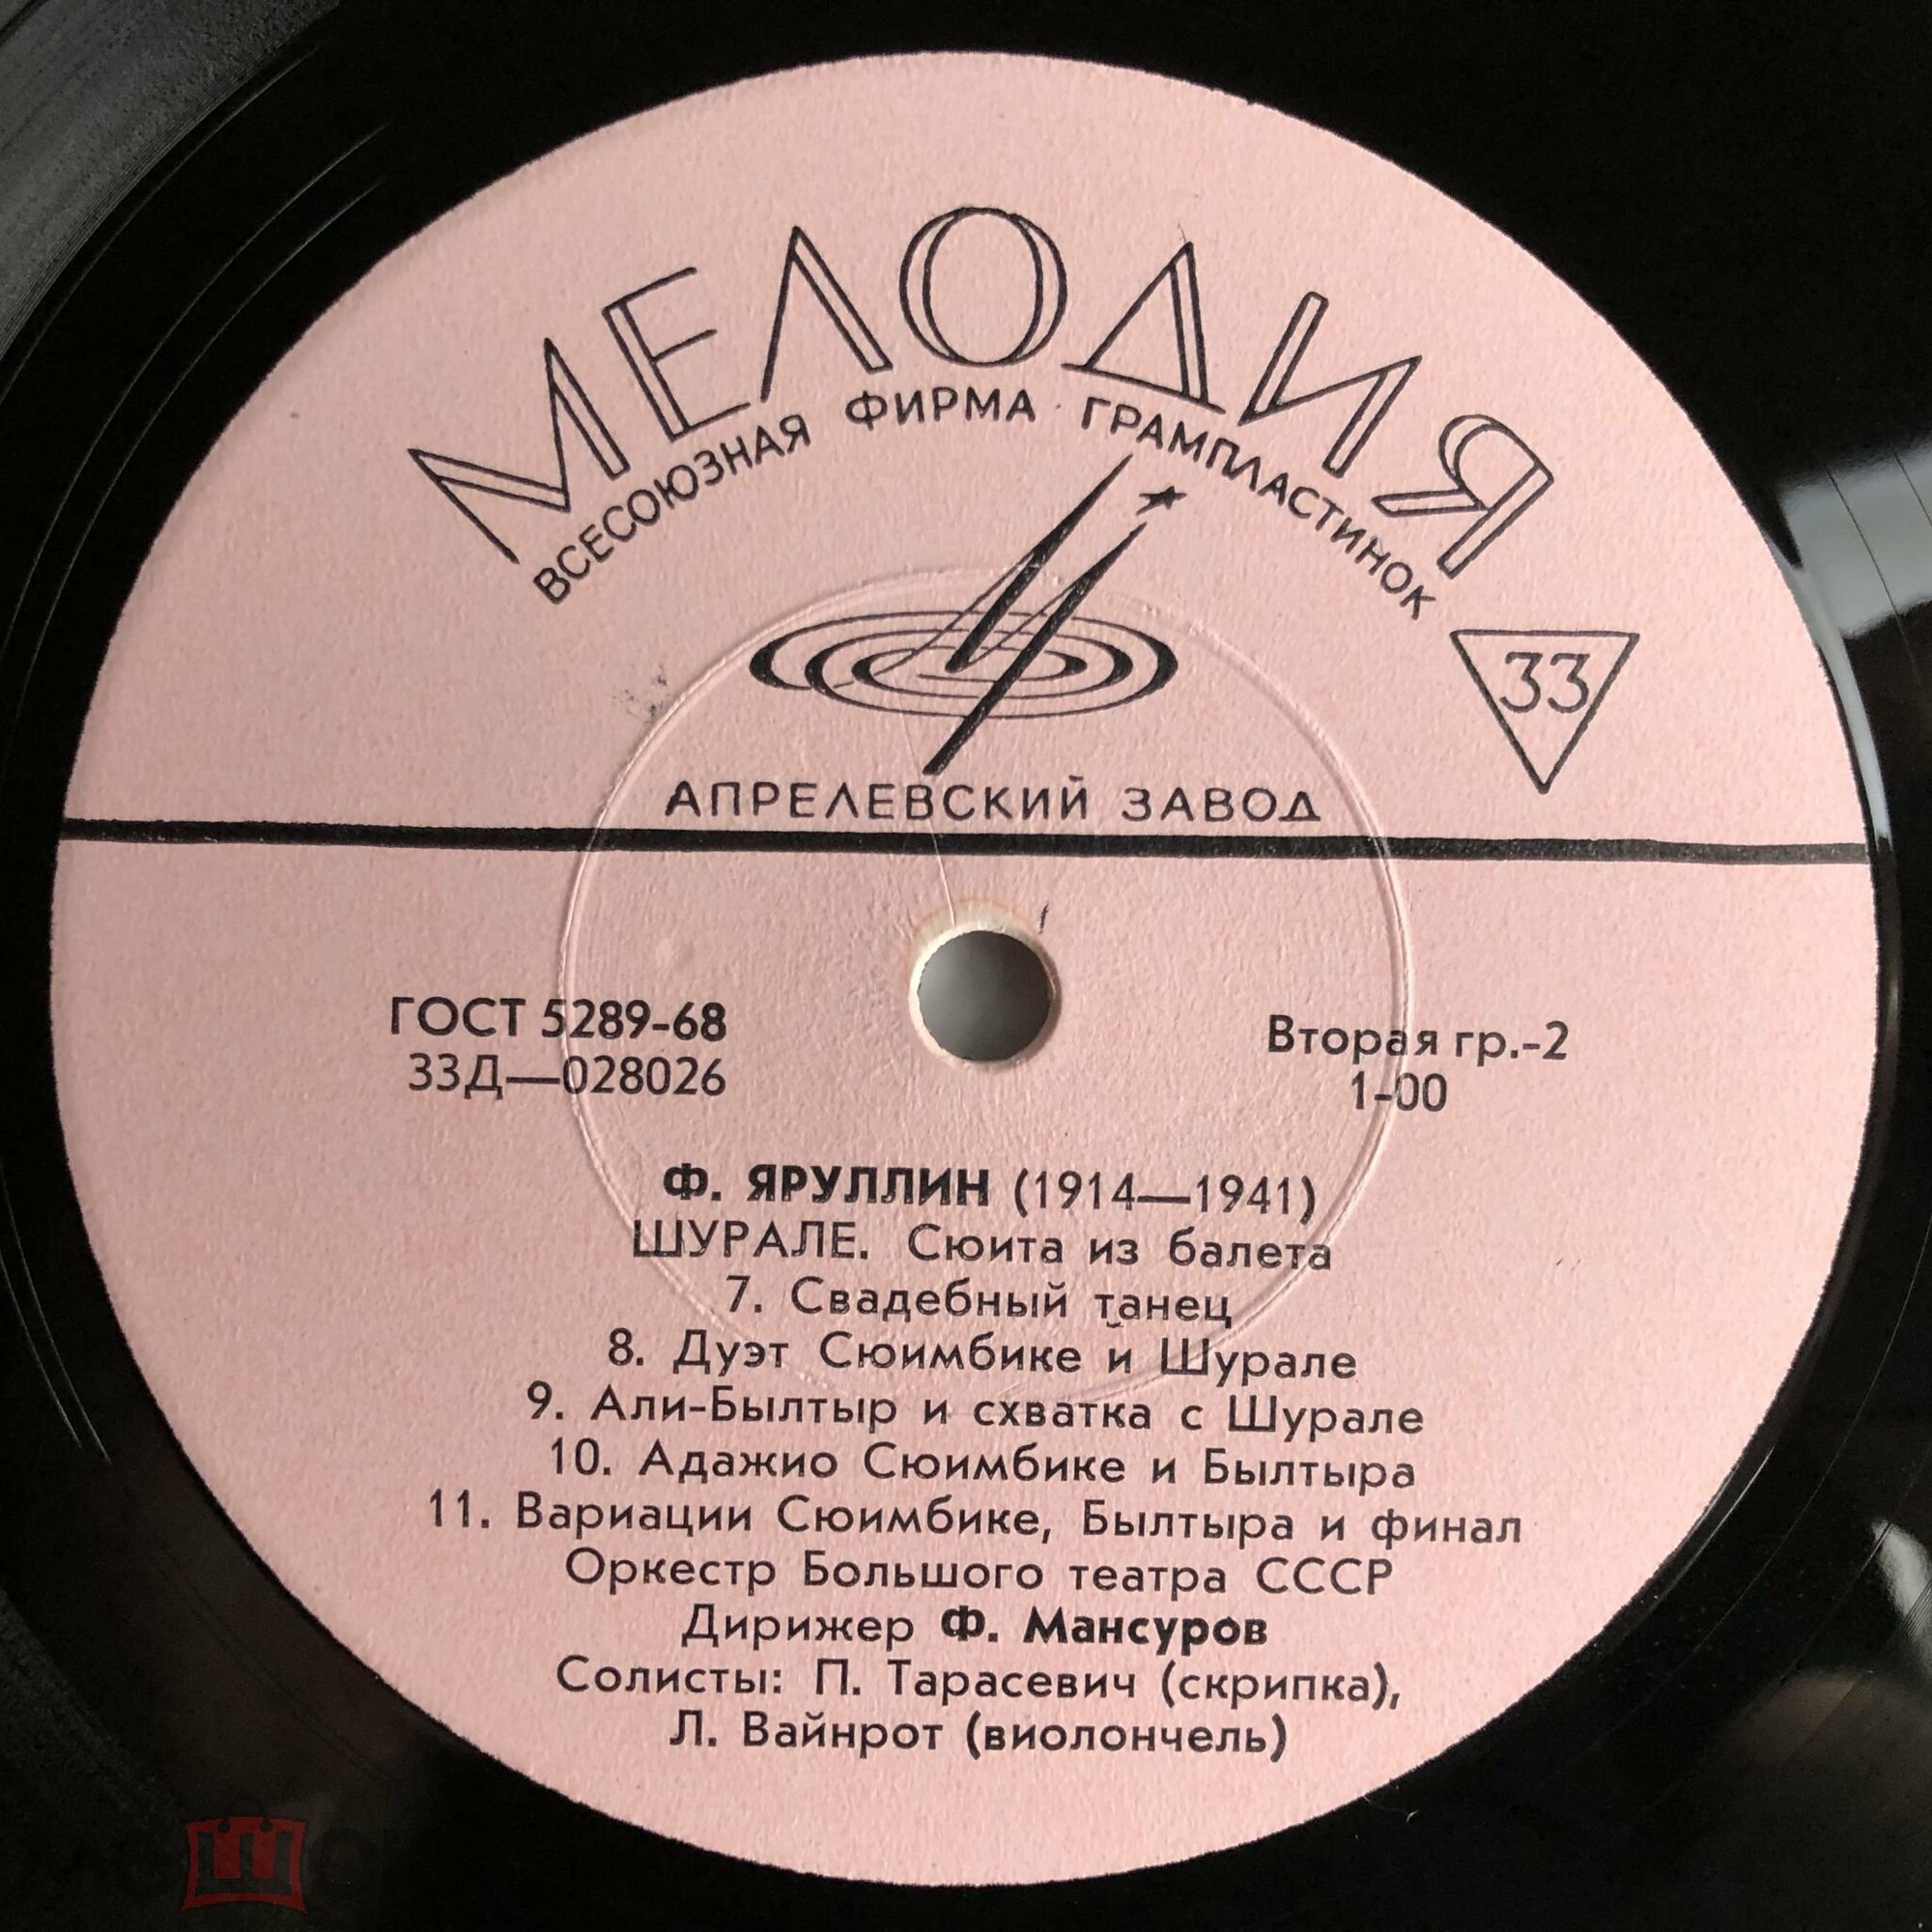 МЕЛОДИЯ
ВСЕСОЮЗНАЯ ФИРМА ГРАМПЛАСТИНОК
33
АПРЕЛЕВСКИЙ ЗАВОД
ГОСТ 5289-68
33Д—028026
Вторая гр.-2
1-00
Ф. ЯРУЛЛИН (1914—1941)
ШУРАЛЕ. Сюита из балета
7. Свадебный танец
8. Дуэт Сюимбике и Шурале
9. Али-Былтыр и схватка с Шурале
10. Адажио Сюимбике и Былтыра
11. Вариации Сюимбике, Былтыра и финал
Оркестр Большого театра СССР
Дирижер Ф. Мансуров
Солисты: П. Тарасевич (скрипка),
Л. Вайнрот (виолончель)